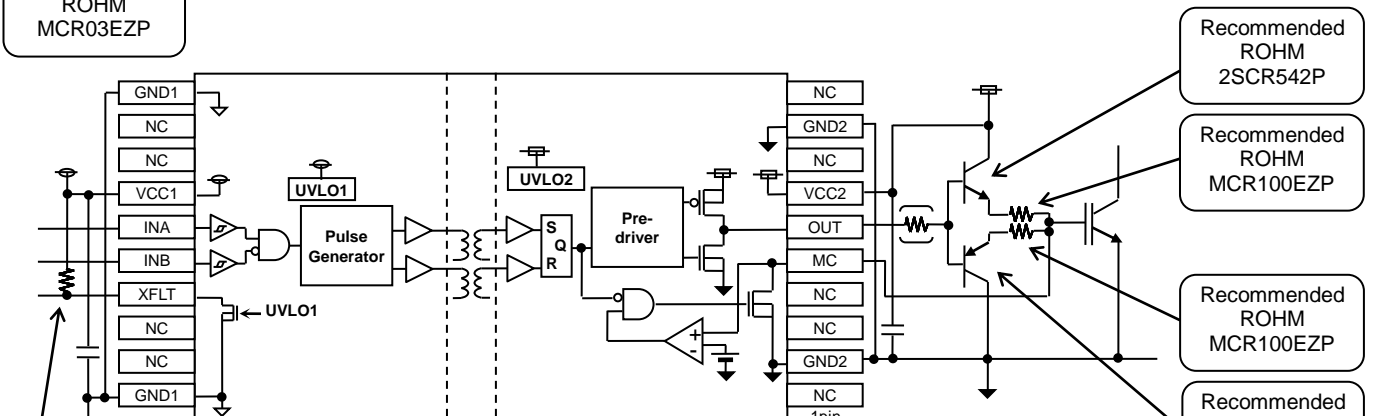 ROHM
MCR03EZP
Recommended
ROHM
2SCR542P
Recommended
ROHM
MCR100EZP
Recommended
ROHM
MCR100EZP
Recommended
GND1
NC
NC
VCC1
INA
INB
XFLT
NC
NC
GND1
UVLO1
Pulse
Generator
UVLO1
UVLO2
S
Q
R
Pre-
driver
+
-
NC
GND2
NC
VCC2
OUT
MC
NC
NC
GND2
NC
1pin